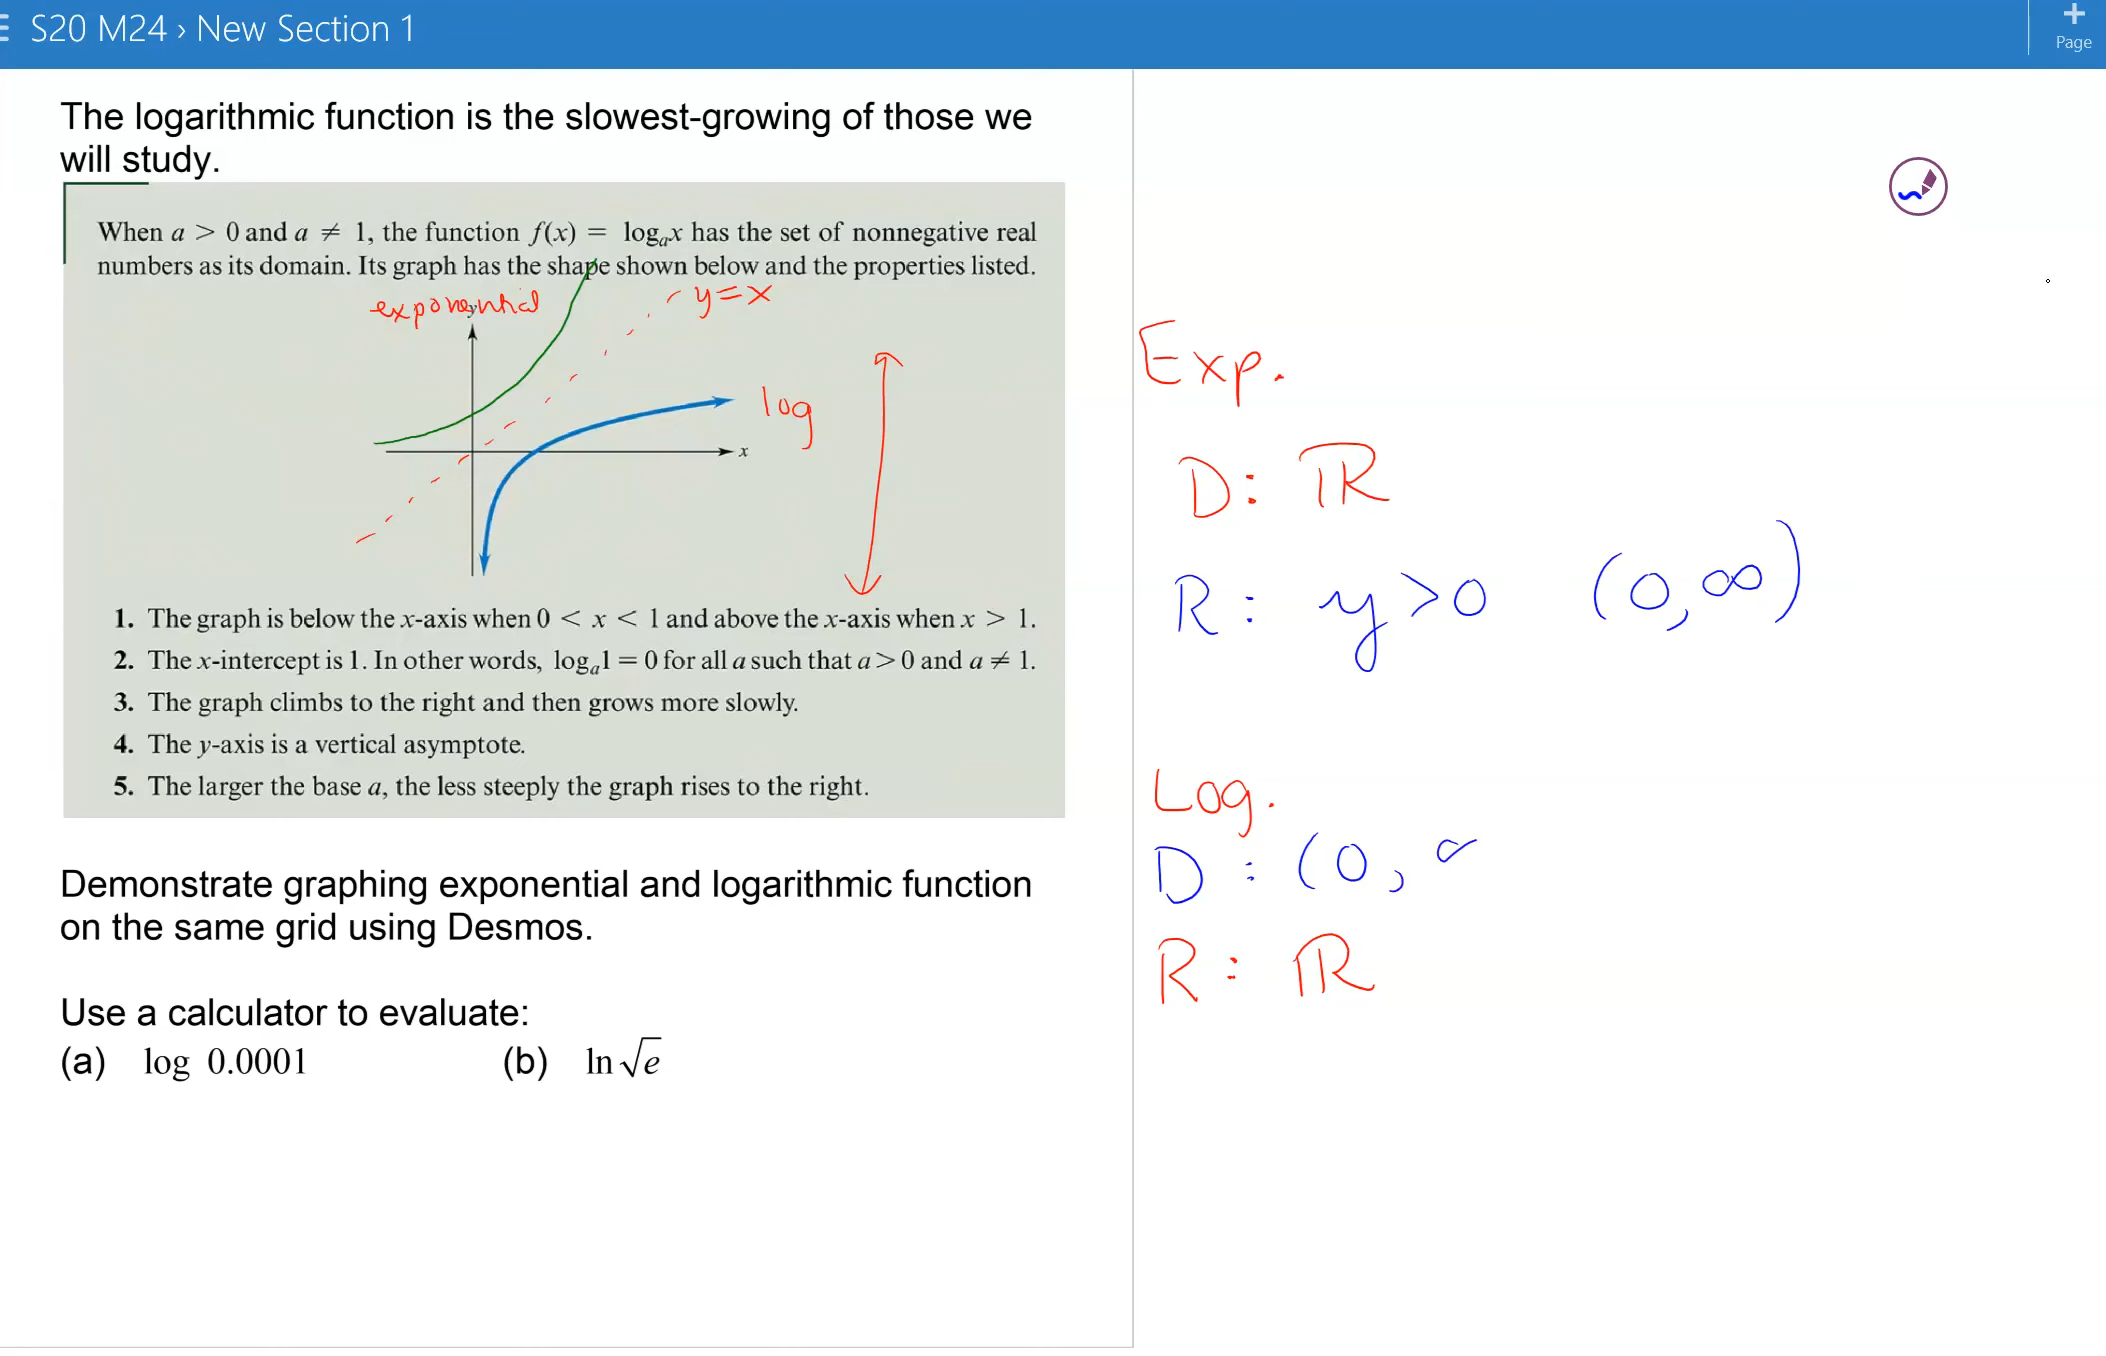 S20 M24 › New Section 1
+
Page
The logarithmic function is the slowest-growing of those we
will study.
When a > 0 and a ≠ 1, the function f(x) = logₐx has the set of nonnegative real
numbers as its domain. Its graph has the shape shown below and the properties listed.
exponential
y
y=x
log
x
1. The graph is below the x-axis when 0 < x < 1 and above the x-axis when x > 1.
2. The x-intercept is 1. In other words, logₐ1 = 0 for all a such that a > 0 and a ≠ 1.
3. The graph climbs to the right and then grows more slowly.
4. The y-axis is a vertical asymptote.
5. The larger the base a, the less steeply the graph rises to the right.
Demonstrate graphing exponential and logarithmic function
on the same grid using Desmos.
Use a calculator to evaluate:
(a) log 0.0001 (b) ln √e
Exp.
D: ℝ
R: y>0 (0,∞)
Log.
D: (0,
R: ℝ